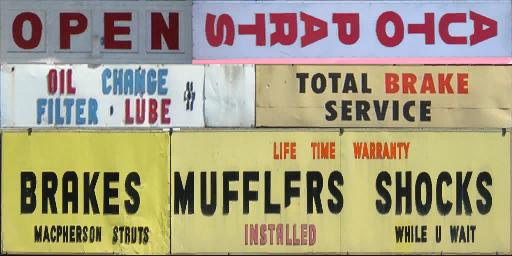 OPEN
AUTO PARTS
OIL CHANGE
FILTER · LUBE
TOTAL BRAKE
SERVICE
LIFE TIME WARRANTY
BRAKES MUFFLERS SHOCKS
MACPHERSON STRUTS INSTALLED WHILE U WAIT